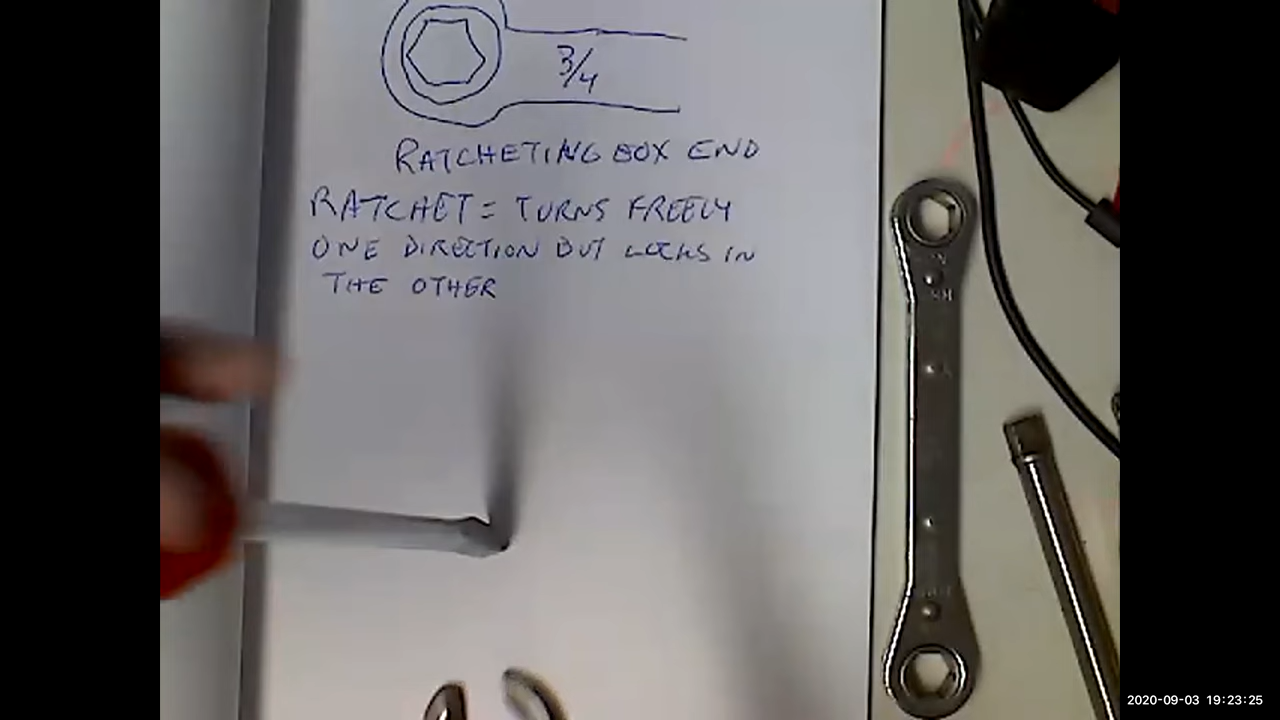 3/4
RATCHETING BOX END
RATCHET = TURNS FREELY
ONE DIRECTION BUT LOCKS IN
THE OTHER
2020-09-03 19:23:25